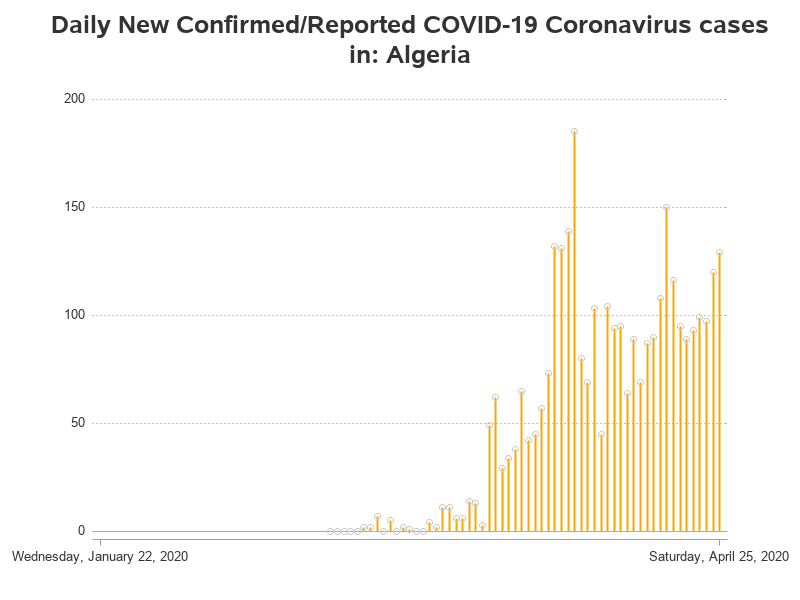 Daily New Confirmed/Reported COVID-19 Coronavirus cases
in: Algeria
200
150
100
50
0
Wednesday, January 22, 2020
Saturday, April 25, 2020